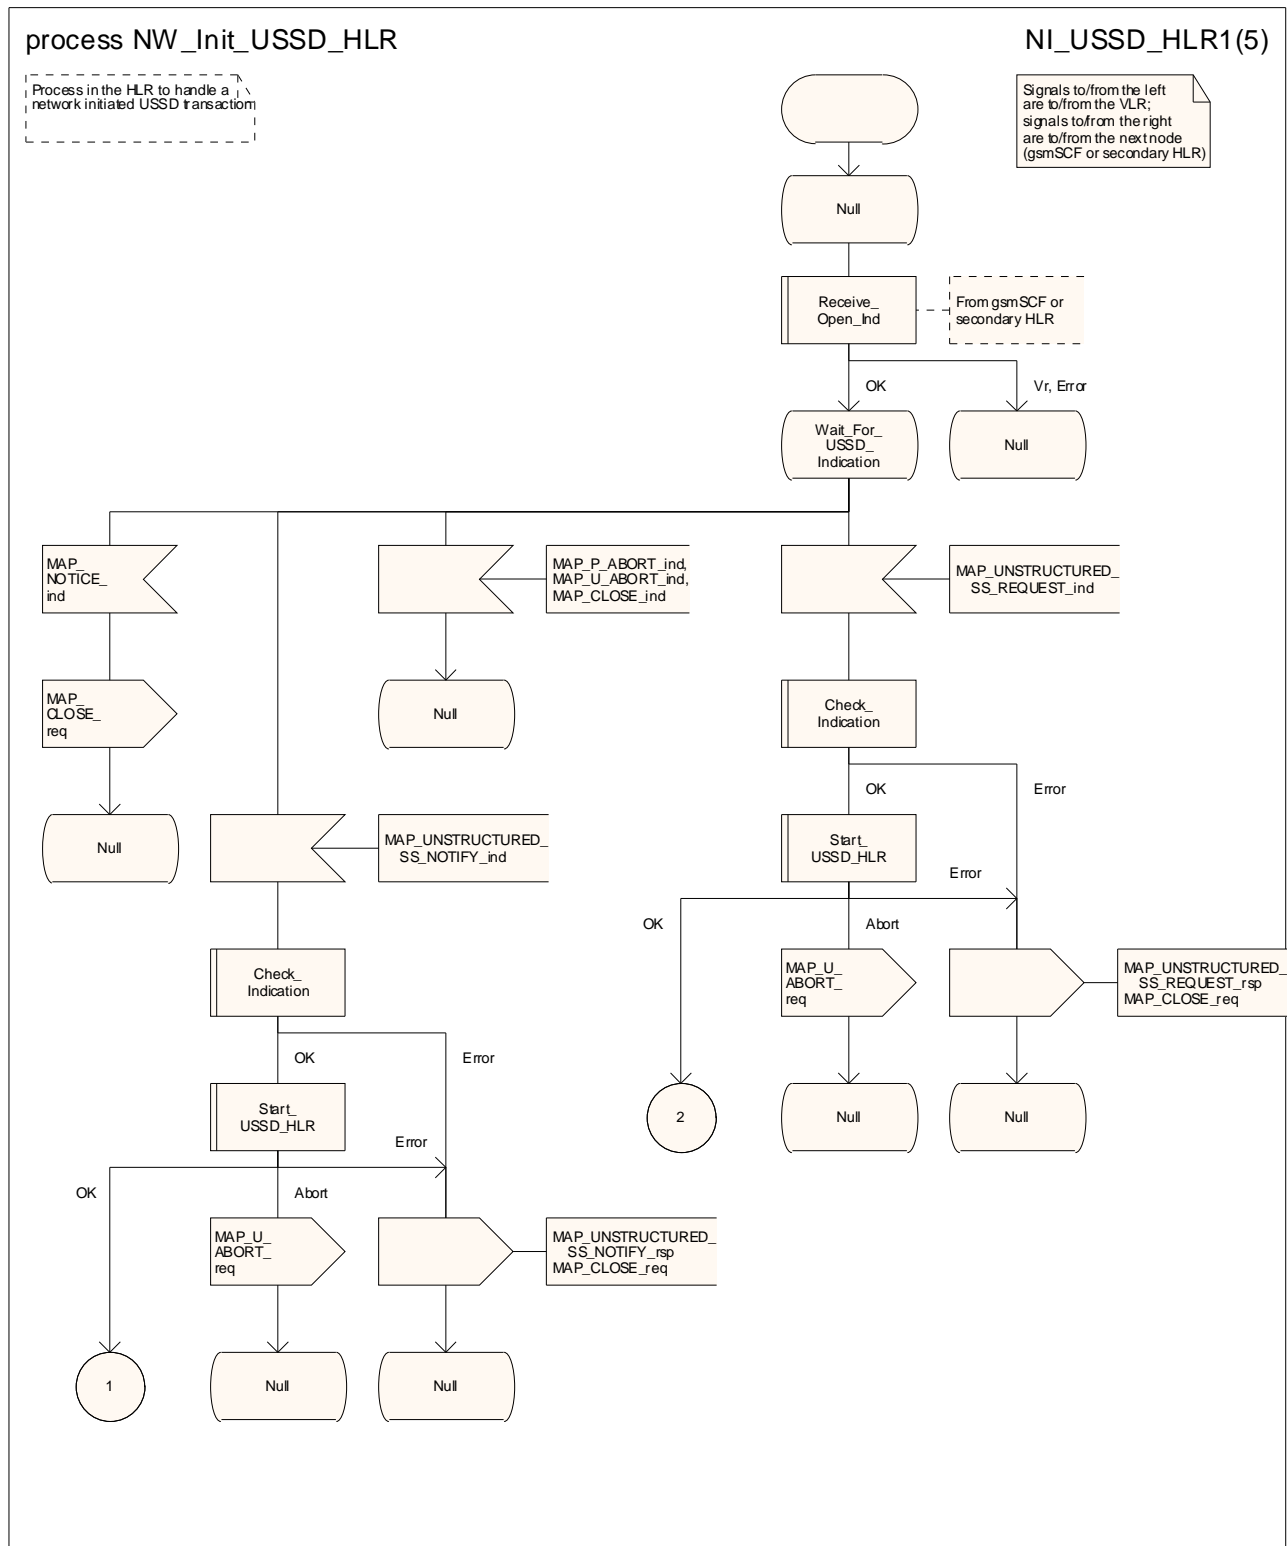 process NW_Init_USSD_HLR
NI_USSD_HLR1(5)
Process in the HLR to handle a
network initiated USSD transaction
Signals to/from the left
are to/from the VLR;
signals to/from the right
are to/from the next node
(gsmSCF or secondary HLR)
Null
Receive_
Open_Ind
From gsmSCF or
secondary HLR
OK
Vr, Error
Wait_For_
USSD_
Indication
Null
MAP_
NOTICE_
ind
MAP_P_ABORT_ind,
MAP_U_ABORT_ind,
MAP_CLOSE_ind
MAP_UNSTRUCTURED_
SS_REQUEST_ind
MAP_
CLOSE_
req
Null
Check_
Indication
OK
Error
Null
MAP_UNSTRUCTURED_
SS_NOTIFY_ind
Start_
USSD_HLR
Error
OK
Abort
Check_
Indication
MAP_U_
ABORT_
req
MAP_UNSTRUCTURED_
SS_REQUEST_rsp
MAP_CLOSE_req
OK
Error
Start_
USSD_HLR
2
Null
Null
Error
OK
Abort
MAP_U_
ABORT_
req
MAP_UNSTRUCTURED_
SS_NOTIFY_rsp
MAP_CLOSE_req
1
Null
Null